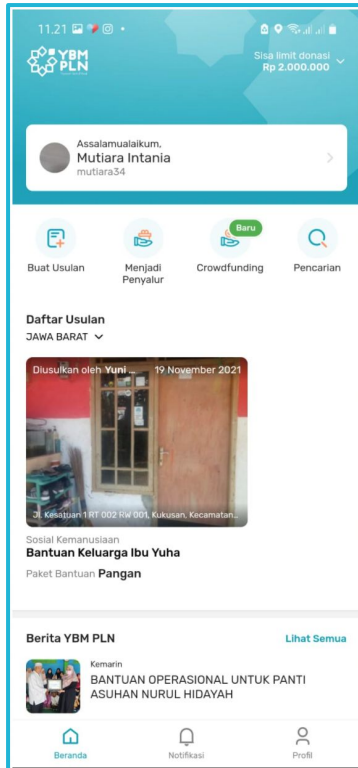 11.21
YBM
PLN
Sisa limit donasi
Rp 2.000.000
Assalamualaikum,
Mutiara Intania
mutiara34
Baru
Buat Usulan
Menjadi
Penyalur
Crowdfunding
Pencarian
Daftar Usulan
JAWA BARAT
Diusulkan oleh Yuni ...
19 November 2021
Jl. Kesatuan 1 RT 002 RW 001, Kukusan, Kecamatan...
Sosial Kemanusiaan
Bantuan Keluarga Ibu Yuha
Paket Bantuan Pangan
Berita YBM PLN
Lihat Semua
Kemarin
BANTUAN OPERASIONAL UNTUK PANTI
ASUHAN NURUL HIDAYAH
Beranda
Notifikasi
Profil